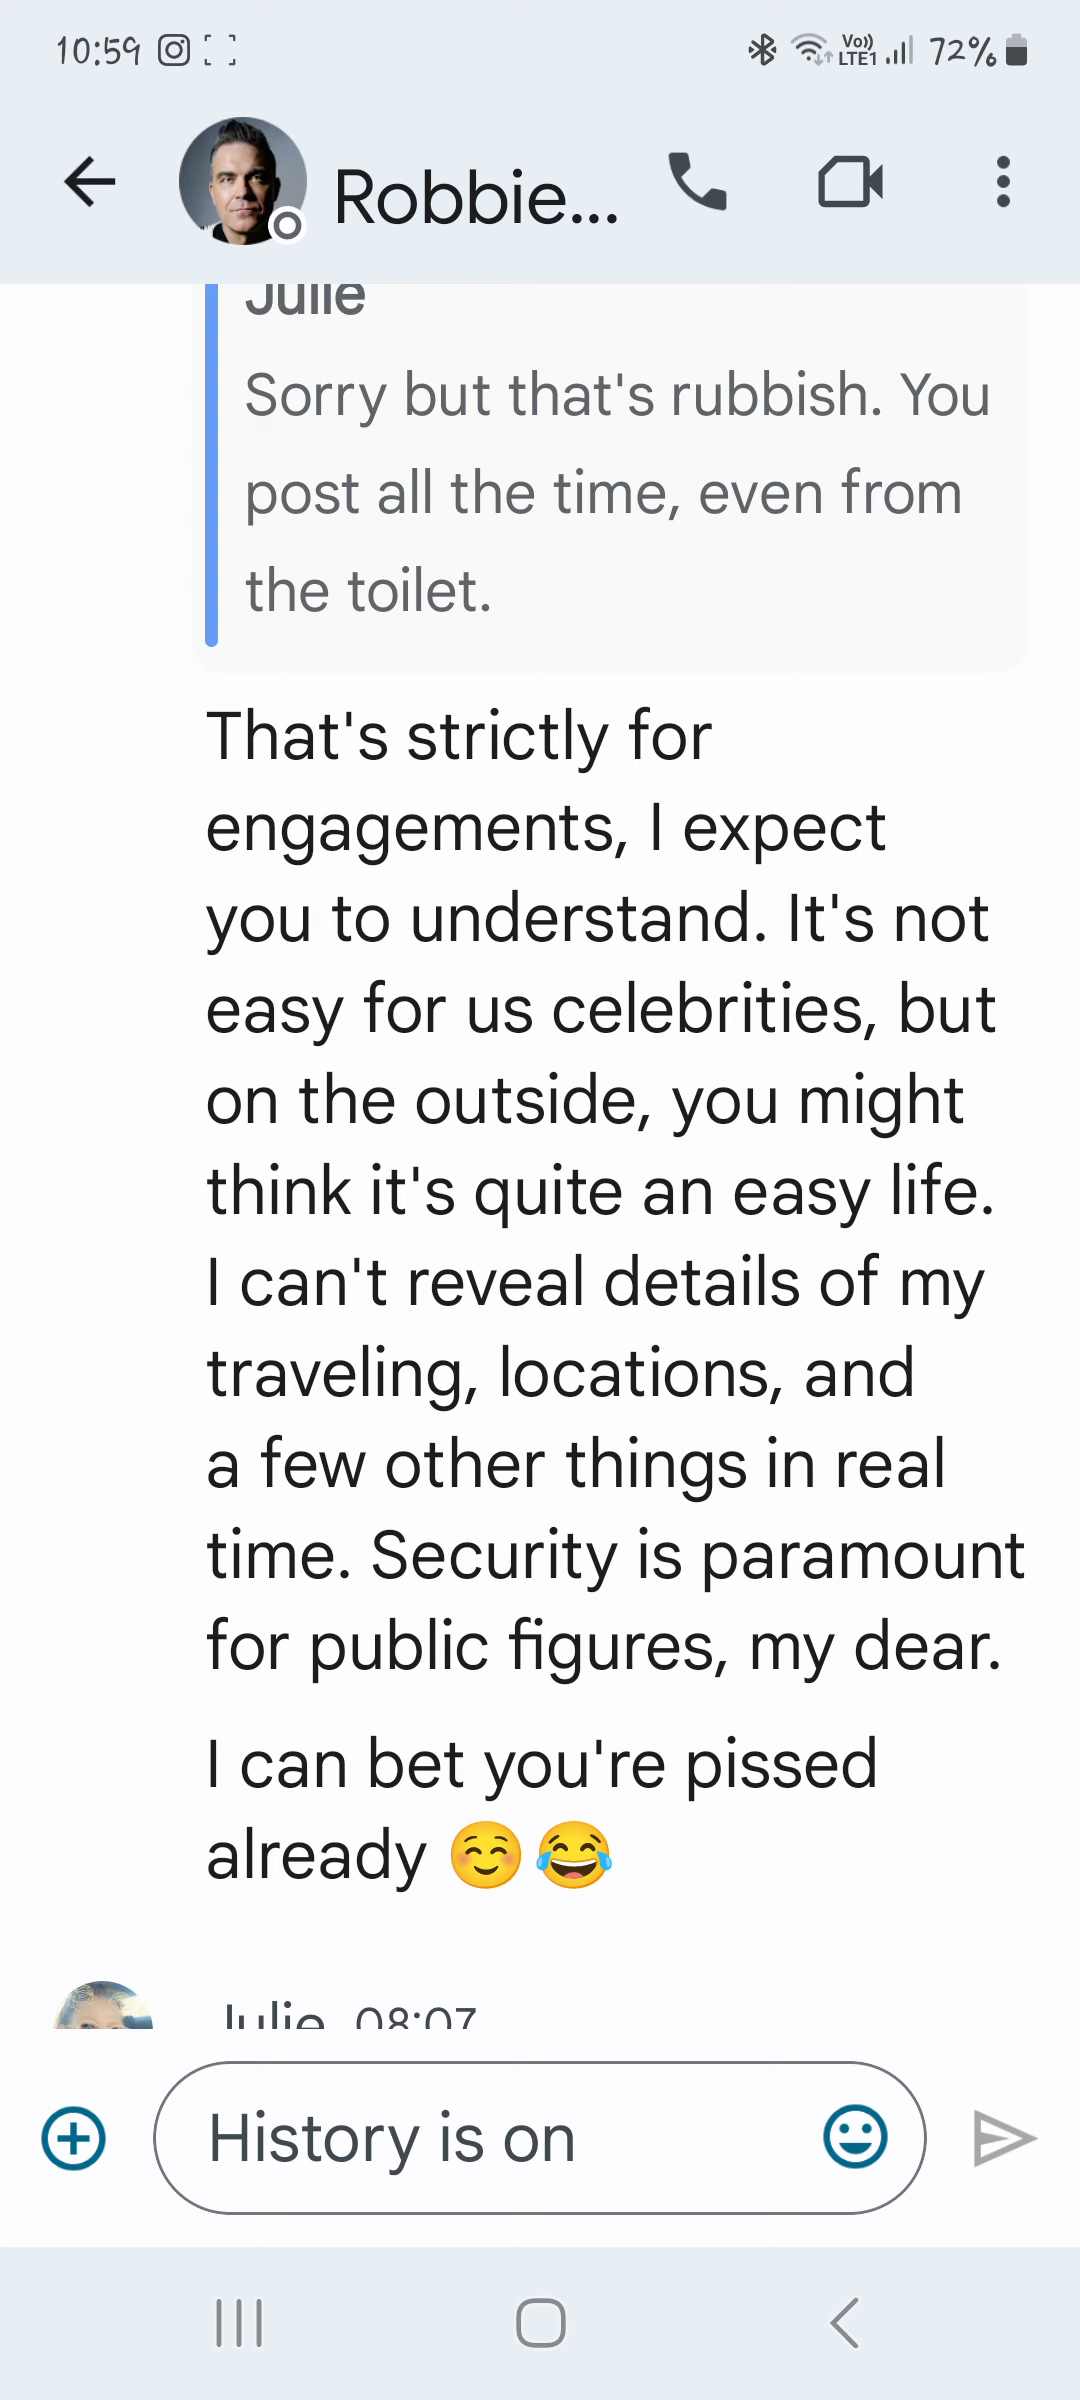 10:59 Vo)) LTE1 72%
Robbie...
Julie
Sorry but that's rubbish. You
post all the time, even from
the toilet.
That's strictly for
engagements, I expect
you to understand. It's not
easy for us celebrities, but
on the outside, you might
think it's quite an easy life.
I can't reveal details of my
traveling, locations, and
a few other things in real
time. Security is paramount
for public figures, my dear.
I can bet you're pissed
already ☺️😂
Julie 08:07
History is on